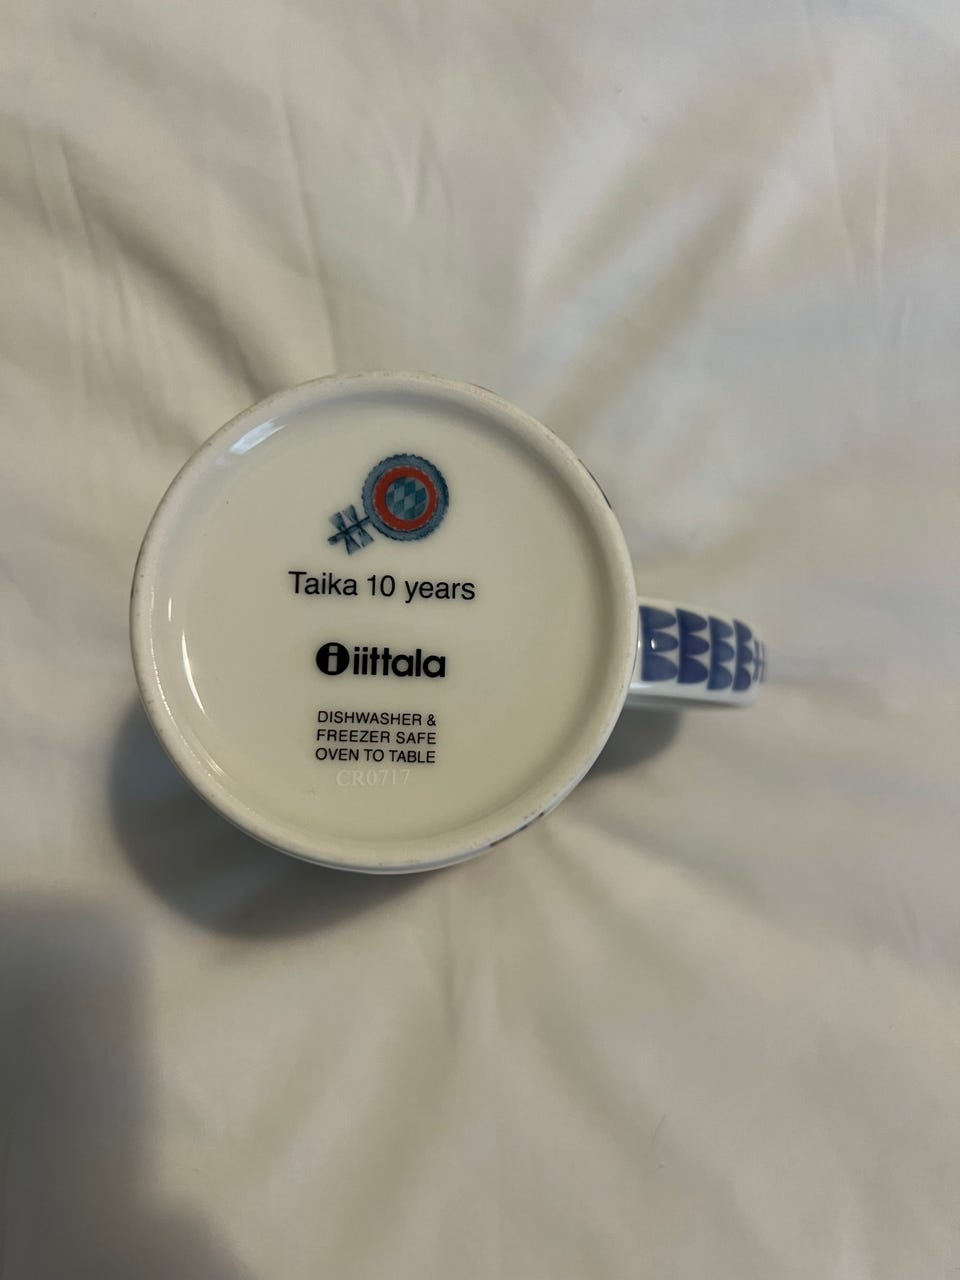 Taika 10 years
iittala
DISHWASHER &
FREEZER SAFE
OVEN TO TABLE
CR0717